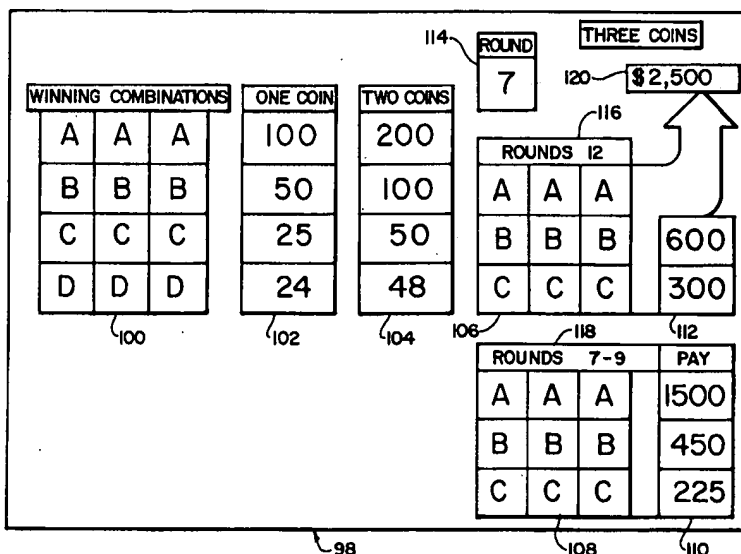 114
ROUND
7
THREE COINS
120
$2,500
WINNING COMBINATIONS
A A A
B B B
C C C
D D D
100
ONE COIN
100
50
25
24
102
TWO COINS
200
100
50
48
104
116
ROUNDS 12
A A A
B B B 600
C C C 300
106
112
118
ROUNDS 7-9 PAY
A A A 1500
B B B 450
C C C 225
98
108
110